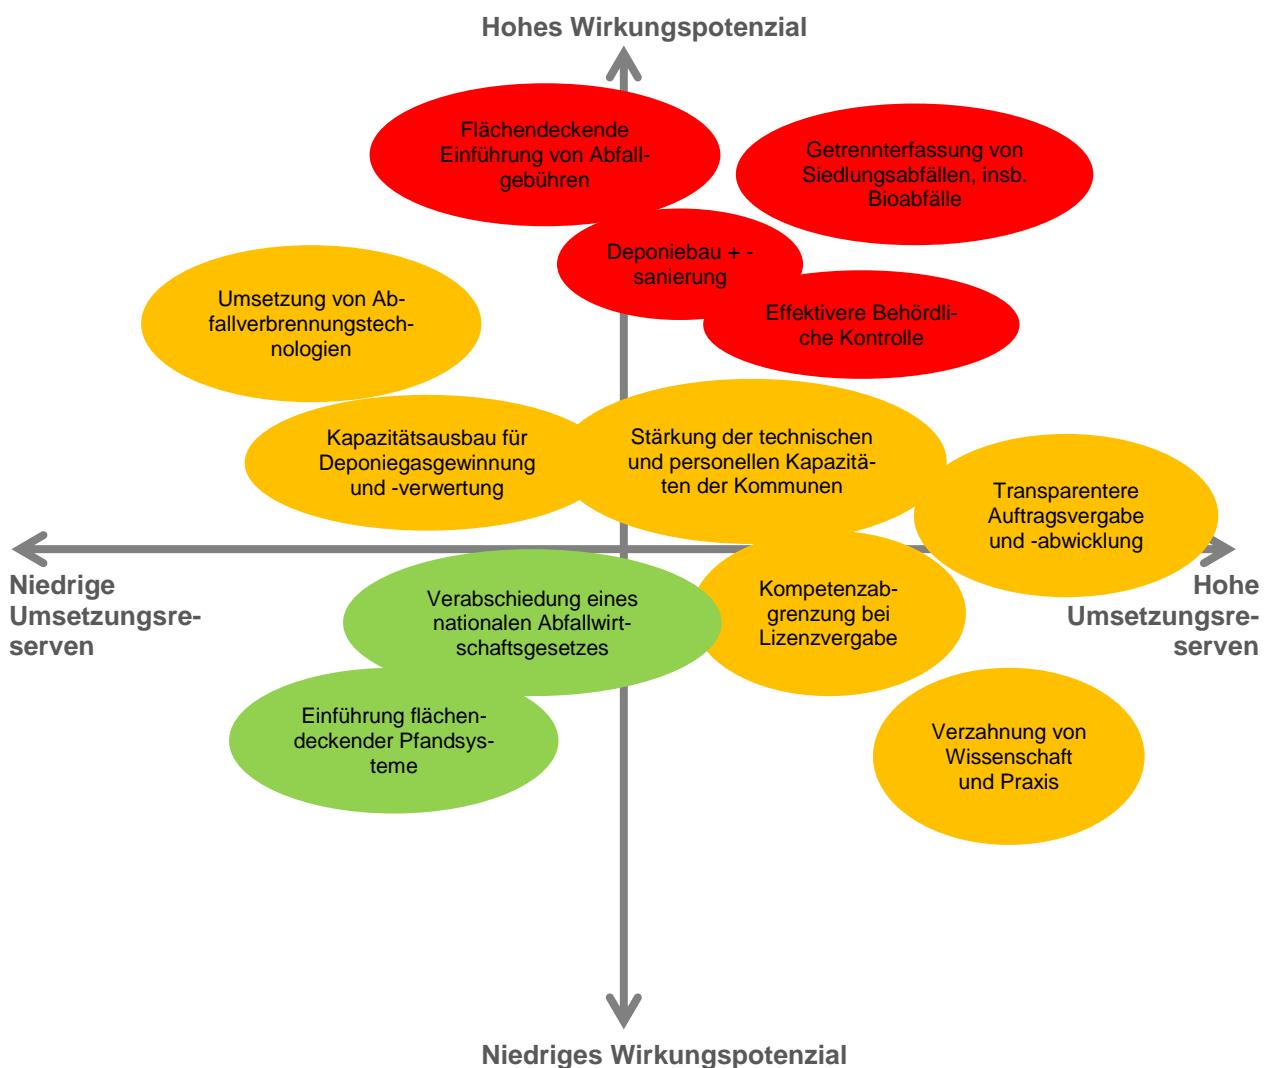 Hohes Wirkungspotenzial
Flächendeckende
Einführung von Abfall-
gebühren
Getrennterfassung von
Siedlungsabfällen, insb.
Bioabfälle
Deponiebau + -
sanierung
Umsetzung von Ab-
fallverbrennungstech-
nologien
Effektivere Behördli-
che Kontrolle
Kapazitätsausbau für
Deponiegasgewinnung
und -verwertung
Stärkung der technischen
und personellen Kapazitä-
ten der Kommunen
Transparentere
Auftragsvergabe
und -abwicklung
Niedrige
Umsetzungsre-
serven
Hohe
Umsetzungsre-
serven
Verabschiedung eines
nationalen Abfallwirt-
schaftsgesetzes
Kompetenzab-
grenzung bei
Lizenzvergabe
Einführung flächen-
deckender Pfandsys-
teme
Verzahnung von
Wissenschaft
und Praxis
Niedriges Wirkungspotenzial